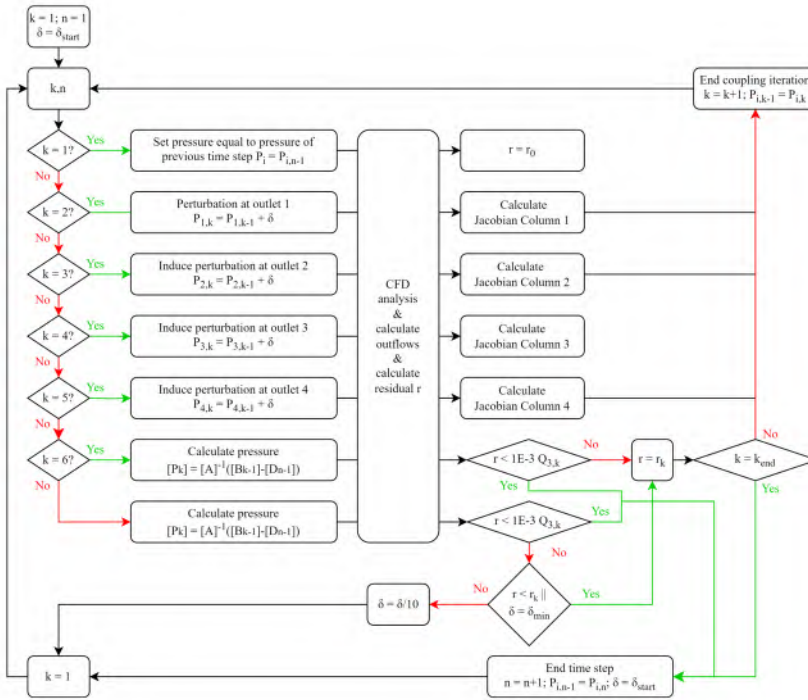 k = 1; n = 1
δ = δstart
k,n
End coupling iteration
k = k+1; Pi,k-1 = Pi,k
k = 1?
Yes
No
Set pressure equal to pressure of
previous time step Pi = Pi,n-1
r = r0
k = 2?
Yes
No
Perturbation at outlet 1
P1,k = P1,k-1 + δ
Calculate
Jacobian Column 1
k = 3?
Yes
No
Induce perturbation at outlet 2
P2,k = P2,k-1 + δ
Calculate
Jacobian Column 2
CFD
analysis
&
calculate
outflows
&
calculate
residual r
k = 4?
Yes
No
Induce perturbation at outlet 3
P3,k = P3,k-1 + δ
Calculate
Jacobian Column 3
k = 5?
Yes
No
Induce perturbation at outlet 4
P4,k = P4,k-1 + δ
Calculate
Jacobian Column 4
k = 6?
Yes
No
Calculate pressure
[Pk] = [A]-1([Bk-1]-[Dn-1])
r < 1E-3 Q3,k
No
Yes
r = rk
k = kend
No
Yes
Calculate pressure
[Pk] = [A]-1([Bk-1]-[Dn-1])
r < 1E-3 Q3,k
Yes
No
r < rk ||
δ = δmin
Yes
No
δ = δ/10
k = 1
End time step
n = n+1; Pi,n-1 = Pi,n; δ = δstart